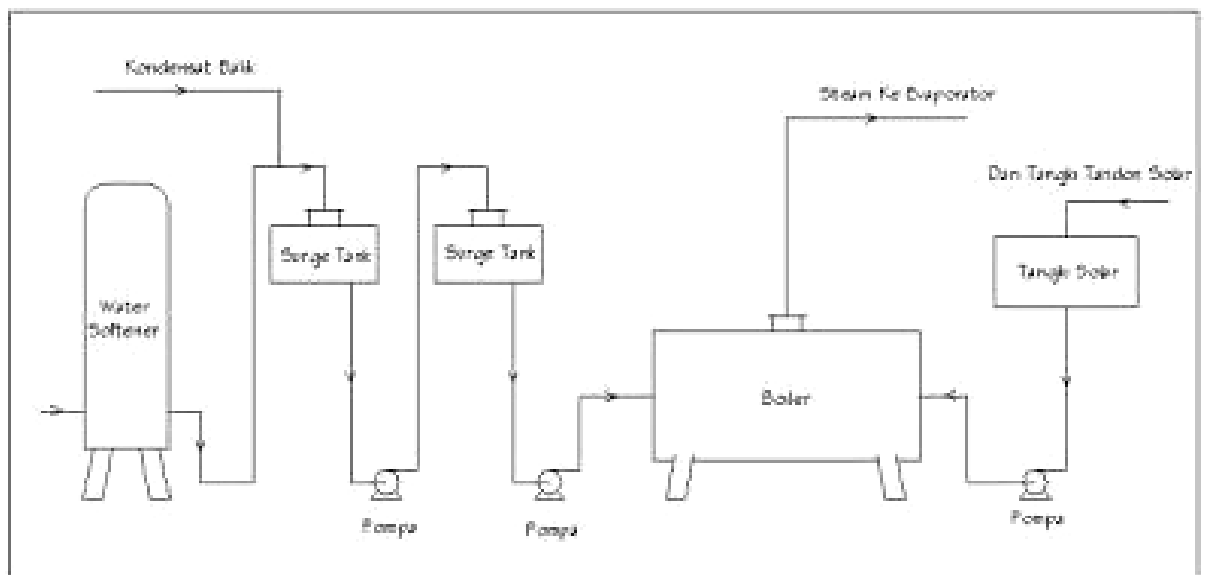 Kondensat Balik
Steam Ke Evaporator
Dari Tangki Tandon Solar
Surge Tank
Surge Tank
Tangki Solar
Water
Softener
Boiler
Pompa
Pompa
Pompa